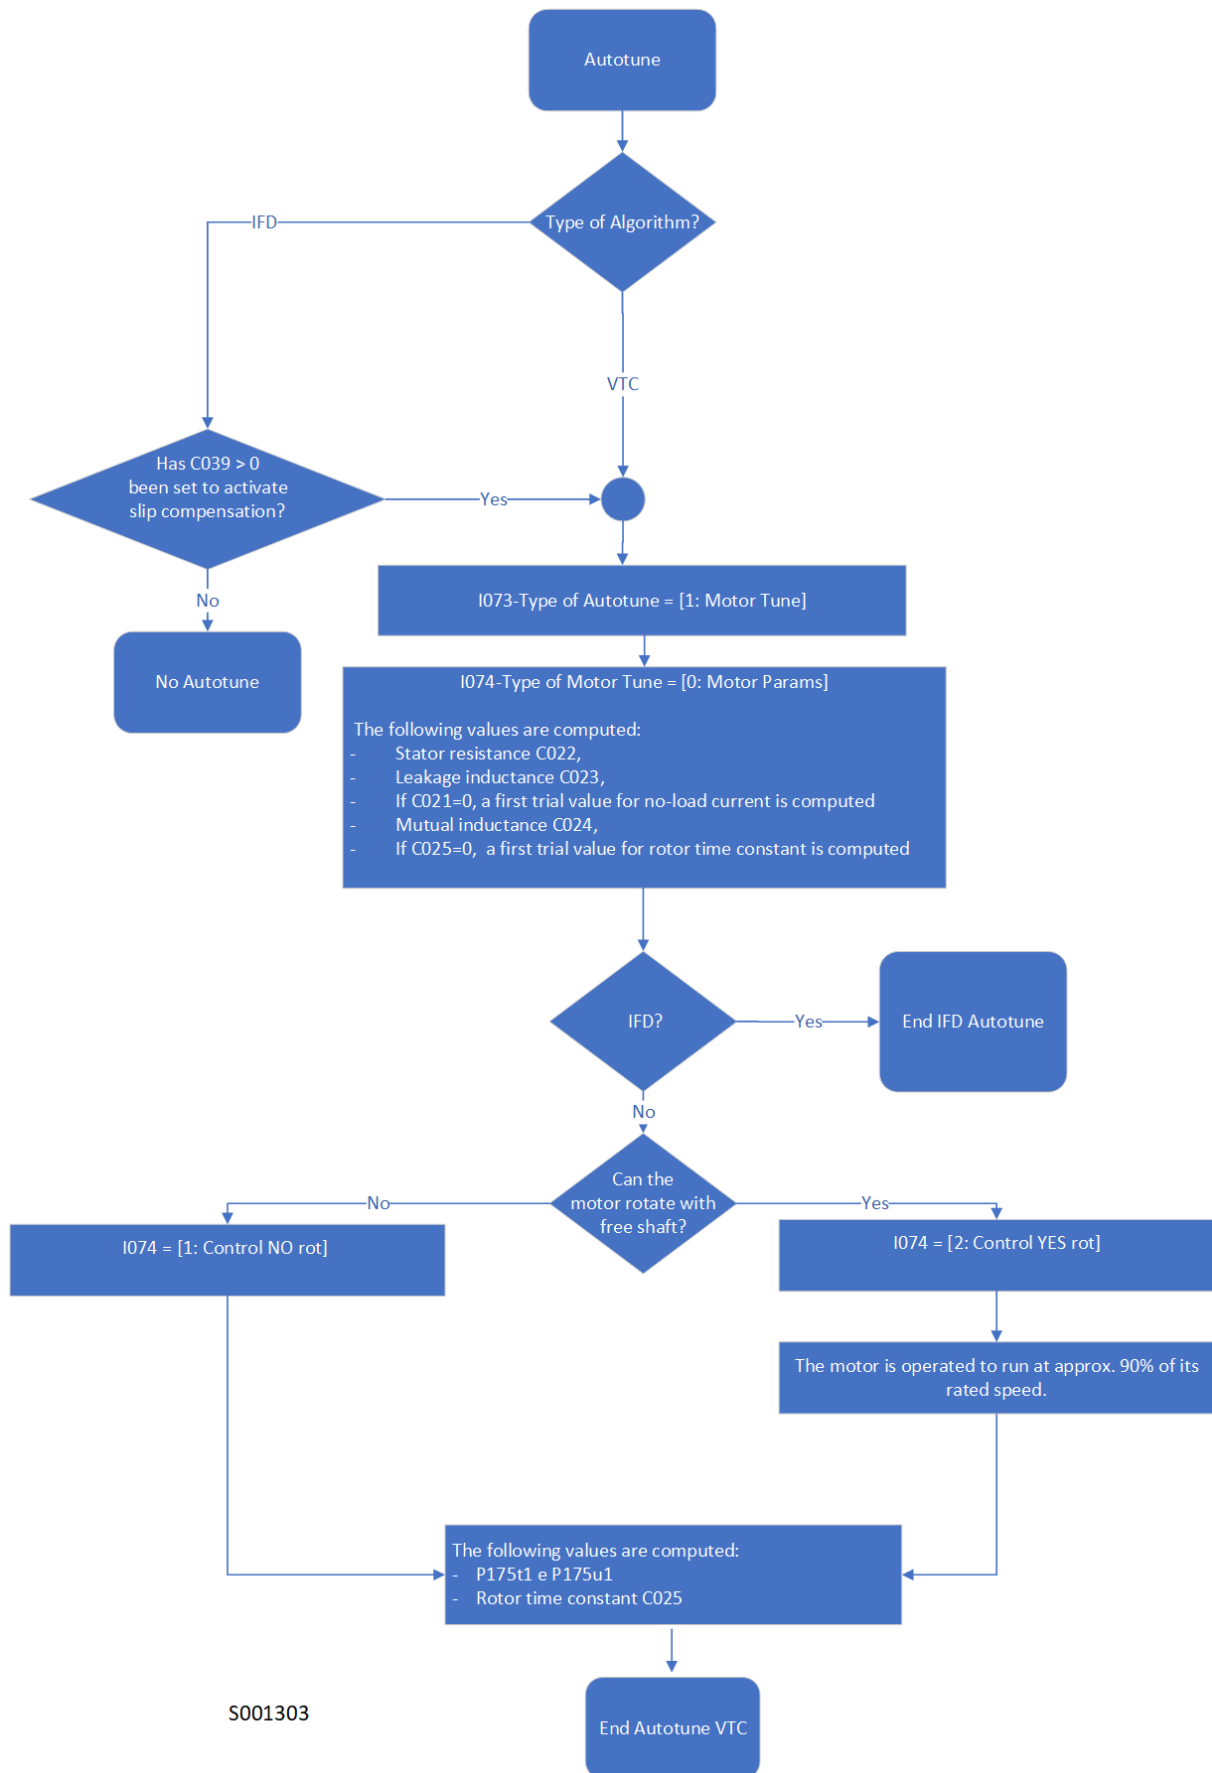 Autotune
Type of Algorithm?
IFD
VTC
Has C039 > 0
been set to activate
slip compensation?
Yes
No
I073-Type of Autotune = [1: Motor Tune]
No Autotune
I074-Type of Motor Tune = [0: Motor Params]
The following values are computed:
- Stator resistance C022,
- Leakage inductance C023,
- If C021=0, a first trial value for no-load current is computed
- Mutual inductance C024,
- If C025=0, a first trial value for rotor time constant is computed
IFD?
Yes
End IFD Autotune
No
Can the
motor rotate with
free shaft?
No
Yes
I074 = [1: Control NO rot]
I074 = [2: Control YES rot]
The motor is operated to run at approx. 90% of its
rated speed.
The following values are computed:
- P175t1 e P175u1
- Rotor time constant C025
End Autotune VTC
S001303